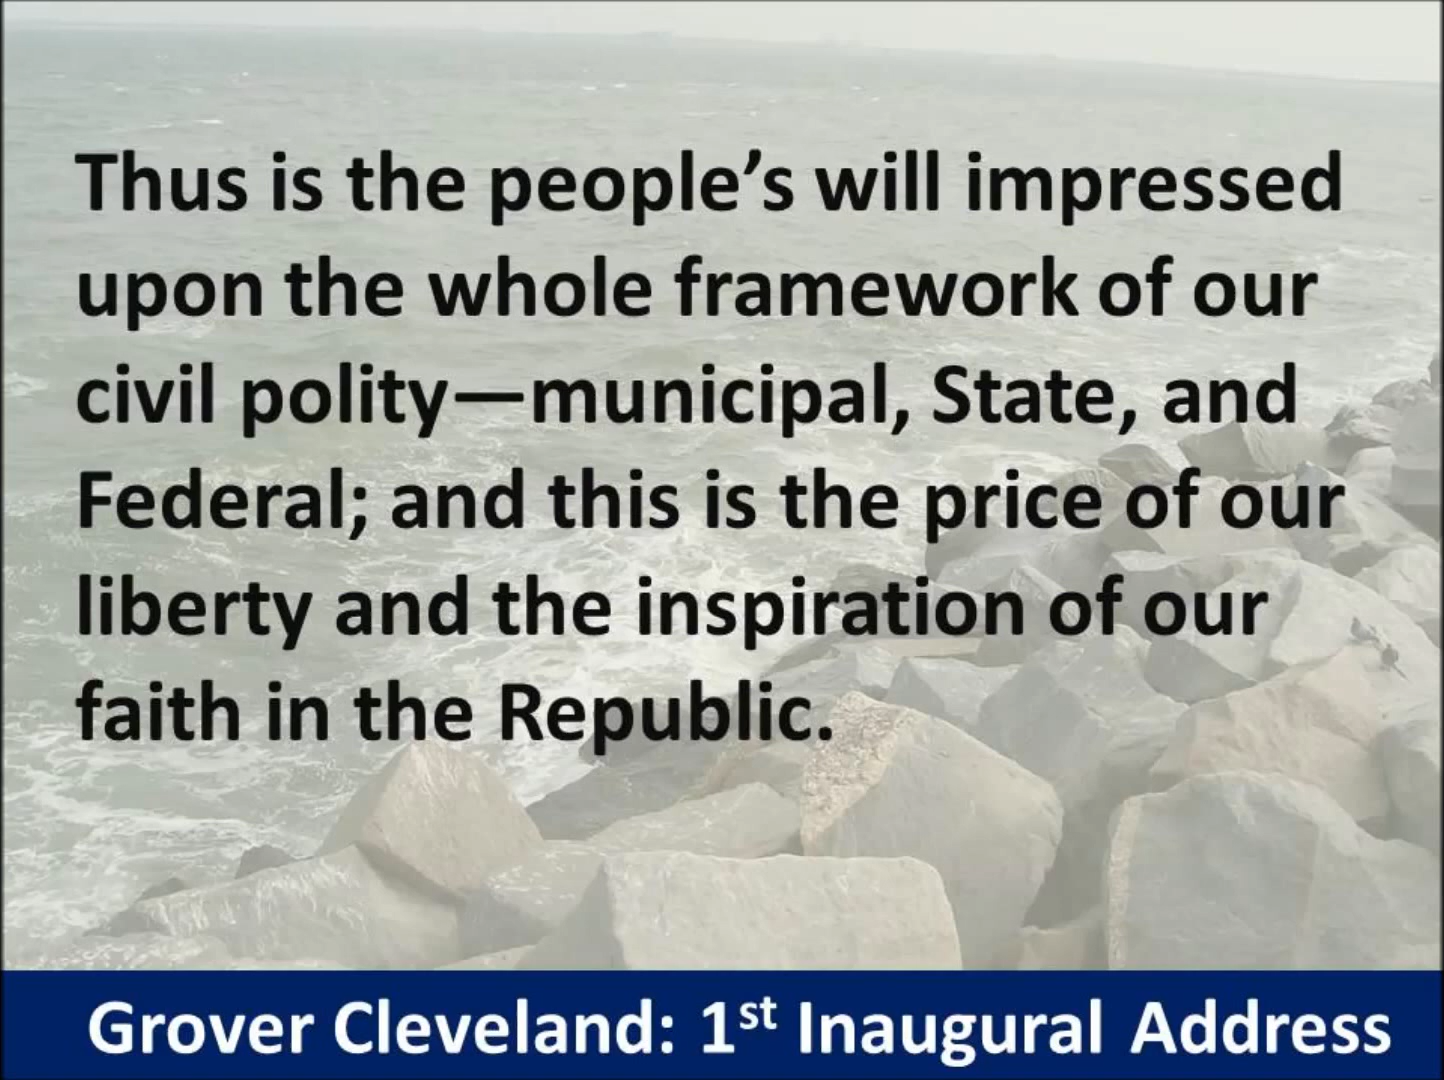 Thus is the people’s will impressed
upon the whole framework of our
civil polity—municipal, State, and
Federal; and this is the price of our
liberty and the inspiration of our
faith in the Republic.
Grover Cleveland: 1st Inaugural Address